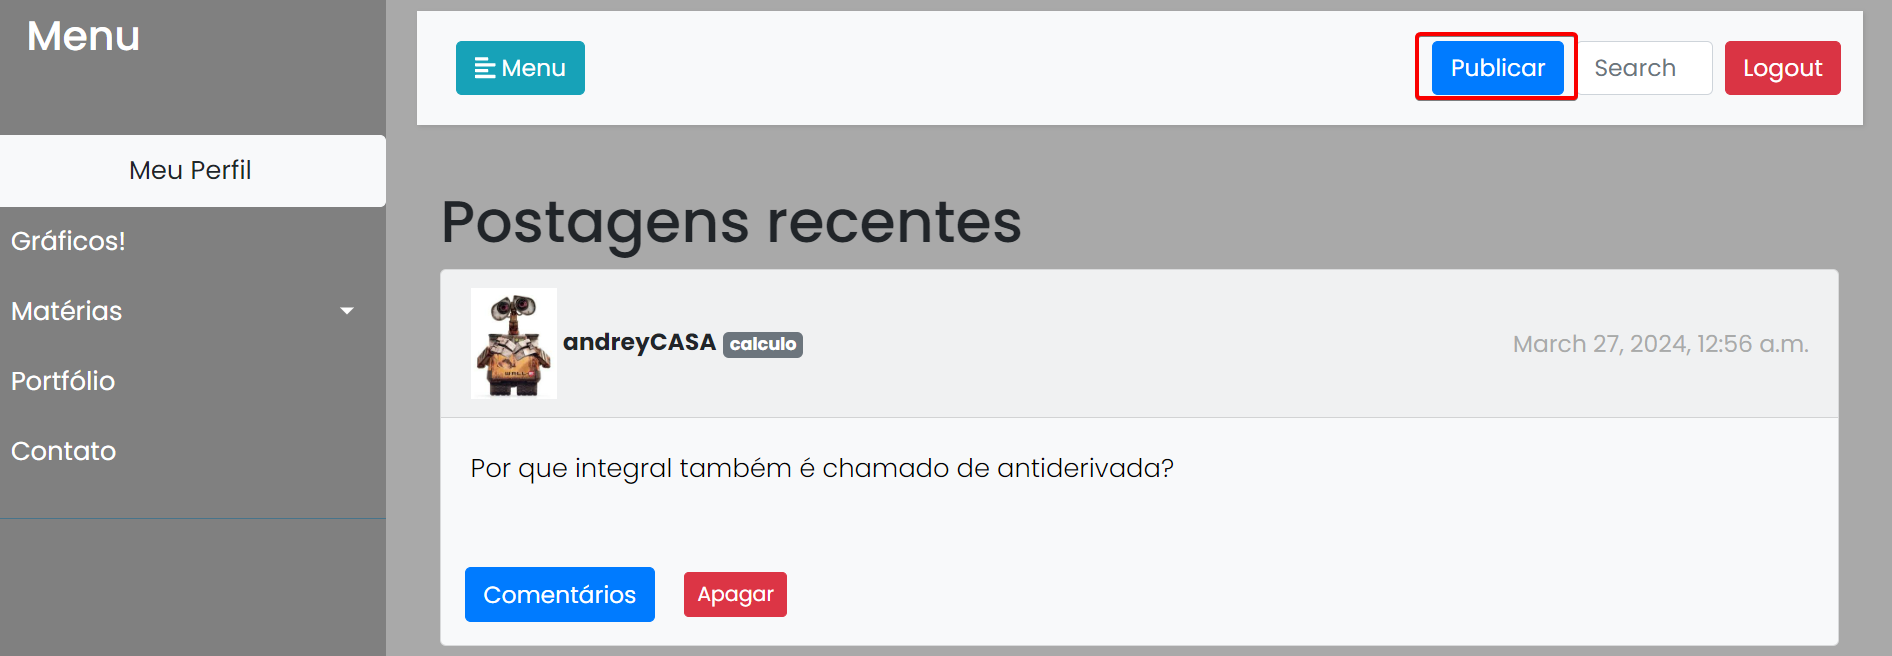 Menu
Menu
Publicar
Search
Logout
Meu Perfil
Gráficos!
Matérias
Portfólio
Contato
Postagens recentes
andreyCASA calculo
March 27, 2024, 12:56 a.m.
Por que integral também é chamado de antiderivada?
Comentários
Apagar